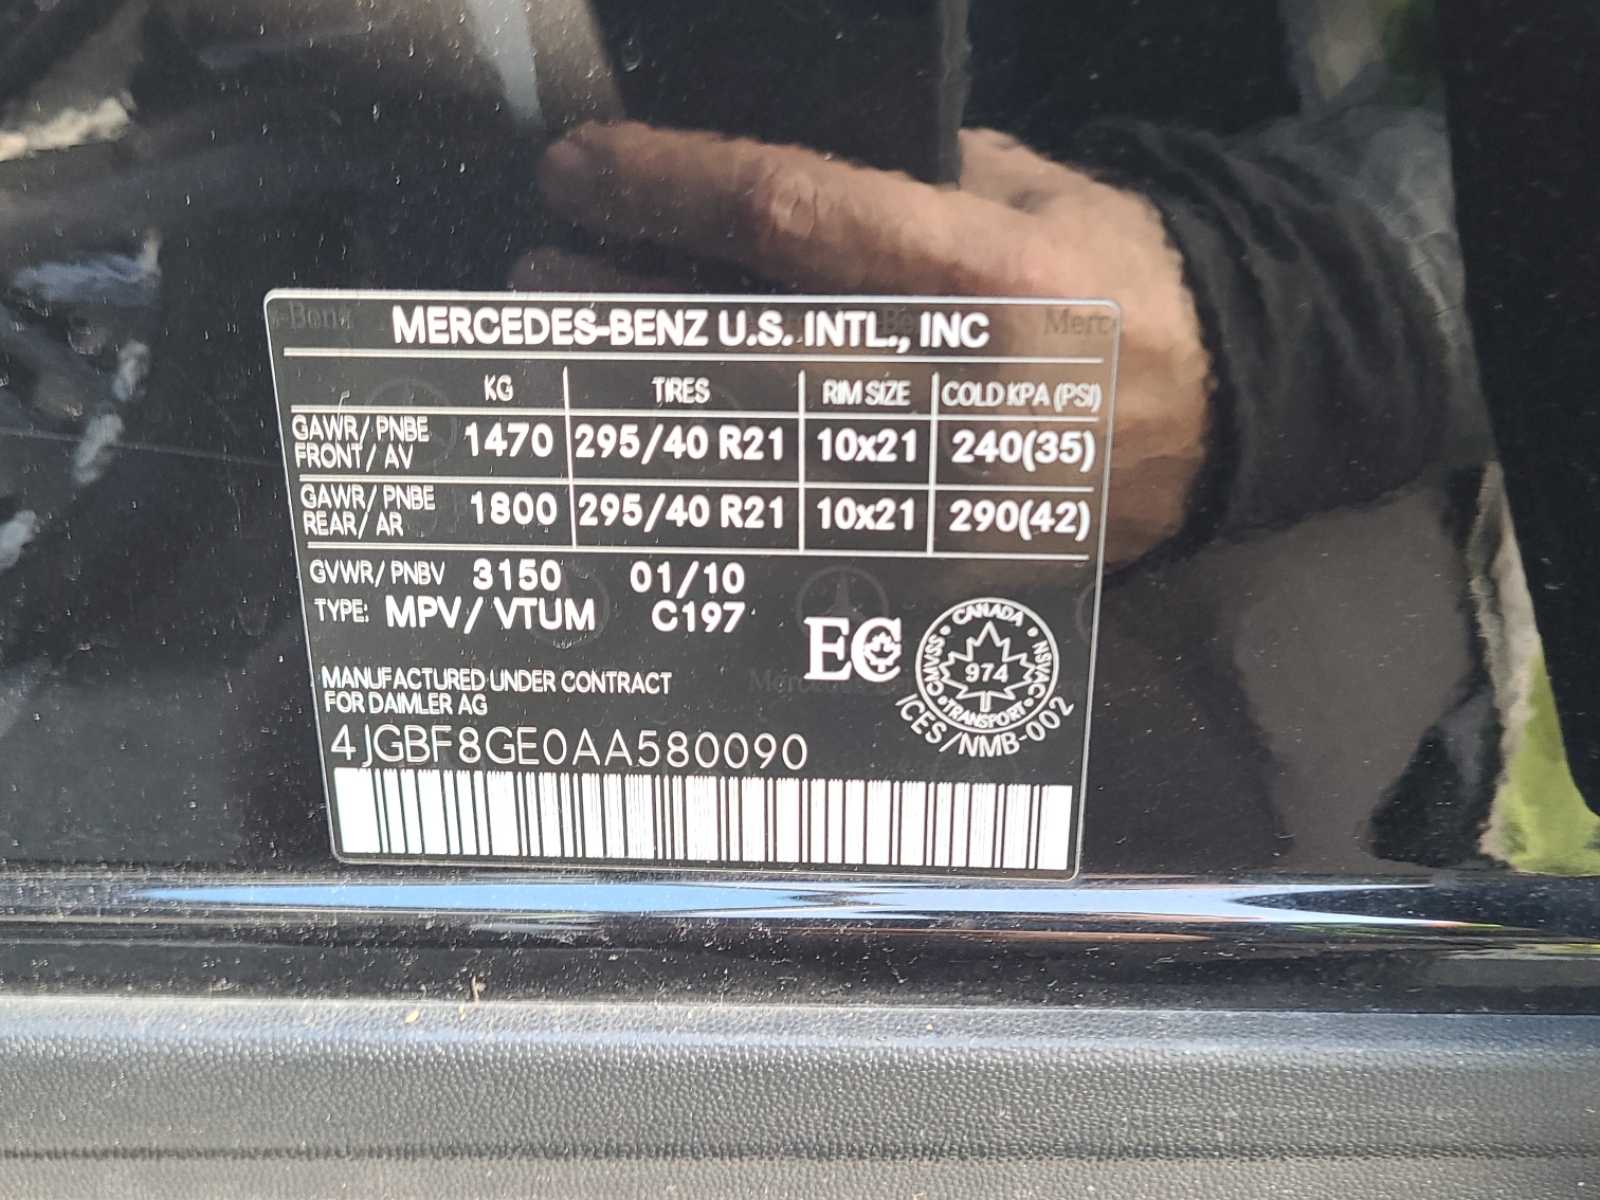 MERCEDES-BENZ U.S. INTL., INC
KG TIRES RIM SIZE COLD KPA (PSI)
GAWR/ PNBE FRONT/ AV 1470 295/40 R21 10x21 240(35)
GAWR/ PNBE REAR/ AR 1800 295/40 R21 10x21 290(42)
GVWR/ PNBV 3150 01/10
TYPE: MPV/ VTUM C197
EC
CANADA
CMVSS NSVAC
974
TRANSPORT
ICES/NMB-002
MANUFACTURED UNDER CONTRACT
FOR DAIMLER AG
4JGBF8GE0AA580090